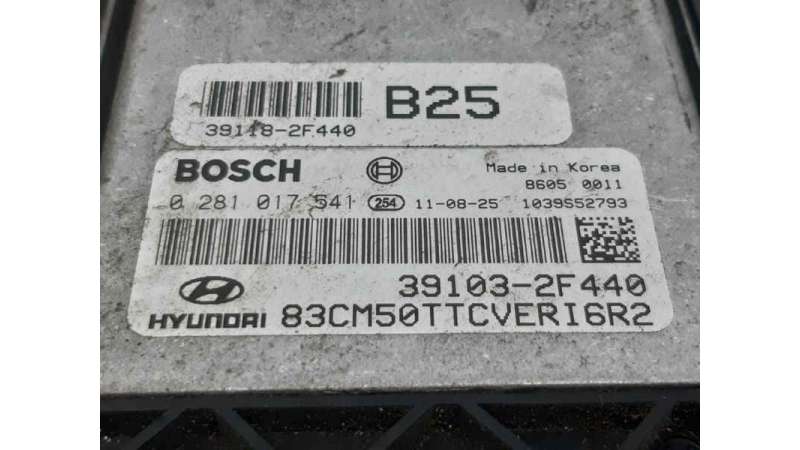 B25
39118-2F440
BOSCH
Made in Korea
8605 0011
0 281 017 541 254 11-08-25 1039S52793
39103-2F440
HYUNDAI 83CM50TTCVERI6R2